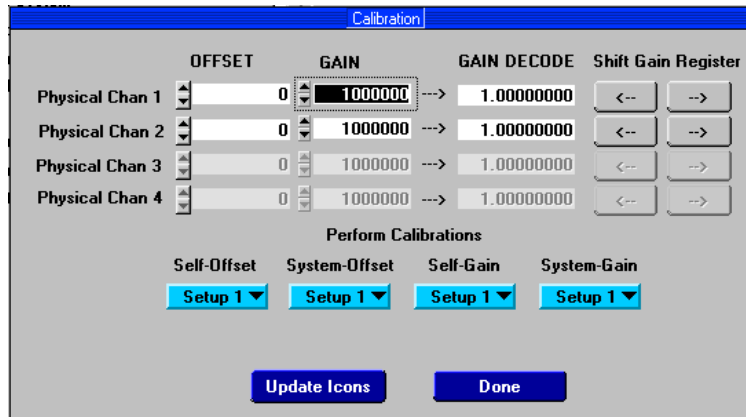 Calibration
OFFSET GAIN GAIN DECODE Shift Gain Register
Physical Chan 1 0 1000000 ---> 1.00000000 <-- -->
Physical Chan 2 0 1000000 ---> 1.00000000 <-- -->
Physical Chan 3 0 1000000 ---> 1.00000000 <-- -->
Physical Chan 4 0 1000000 ---> 1.00000000 <-- -->
Perform Calibrations
Self-Offset System-Offset Self-Gain System-Gain
Setup 1 Setup 1 Setup 1 Setup 1
Update Icons Done